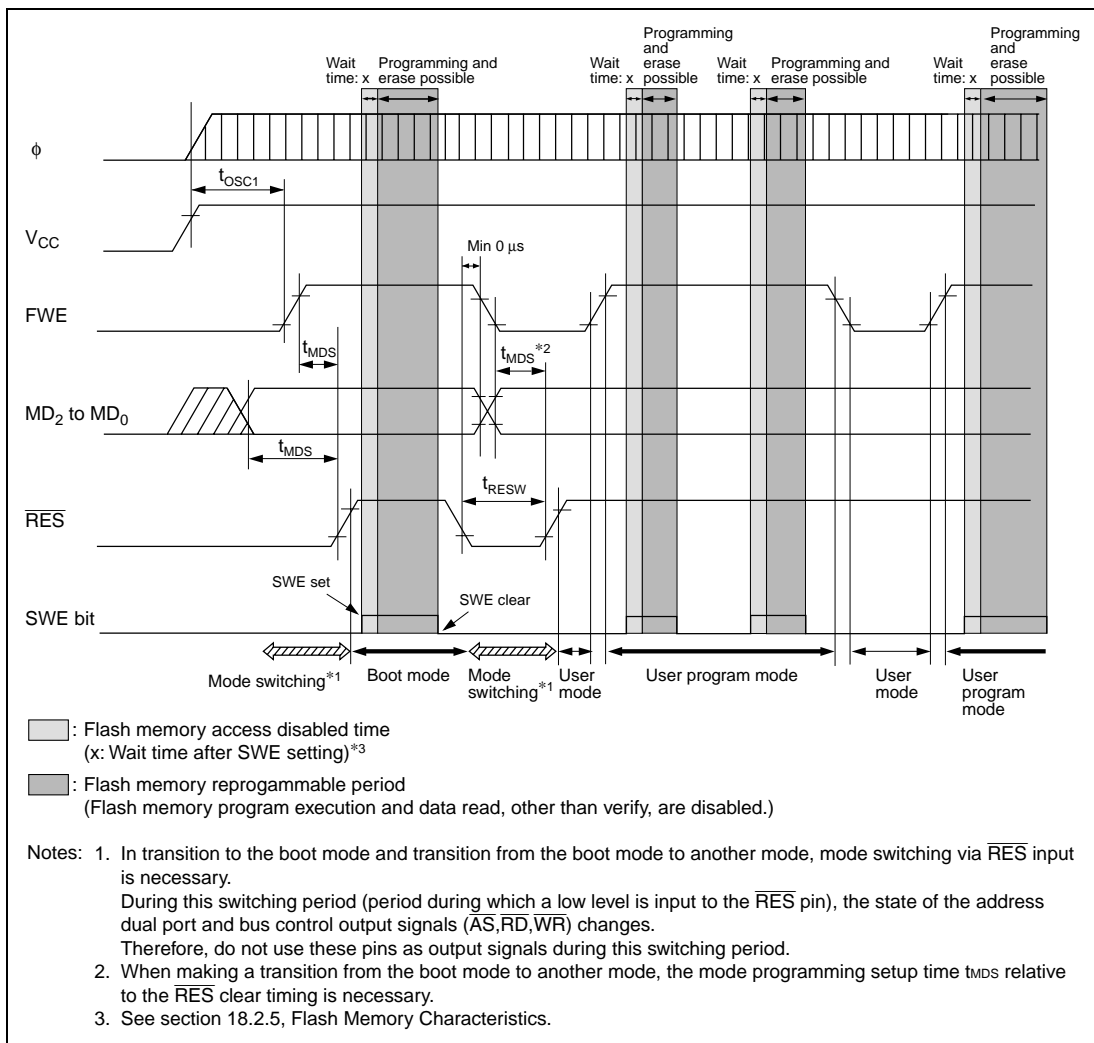 Programming
and
erase
possible
Programming
and
erase
possible
Wait
time: x
Programming and
erase possible
Wait
time: x
Wait
time: x
Programming and
erase possible
Wait
time: x
φ
tOSC1
VCC
Min 0 µs
FWE
tMDS
tMDS*2
MD2 to MD0
tMDS
tRESW
RES
SWE set
SWE clear
SWE bit
Mode switching*1
Boot mode
Mode
switching*1
User
mode
User program mode
User
mode
User
program
mode
: Flash memory access disabled time
(x: Wait time after SWE setting)*3
: Flash memory reprogammable period
(Flash memory program execution and data read, other than verify, are disabled.)
Notes: 1. In transition to the boot mode and transition from the boot mode to another mode, mode switching via RES input
is necessary.
During this switching period (period during which a low level is input to the RES pin), the state of the address
dual port and bus control output signals (AS,RD,WR) changes.
Therefore, do not use these pins as output signals during this switching period.
2. When making a transition from the boot mode to another mode, the mode programming setup time tMDS relative
to the RES clear timing is necessary.
3. See section 18.2.5, Flash Memory Characteristics.